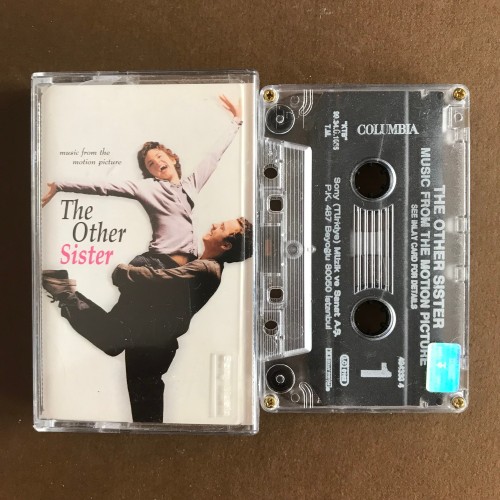 music from the
motion picture
The
Other
Sister
COLUMBIA
THE OTHER SISTER
MUSIC FROM THE MOTION PICTURE
SEE INLAY CARD FOR DETAILS
Sony (Türkiye) Müzik ve Sanat A.Ş.
P.K. 487 Beyoğlu 80050 İstanbul
1